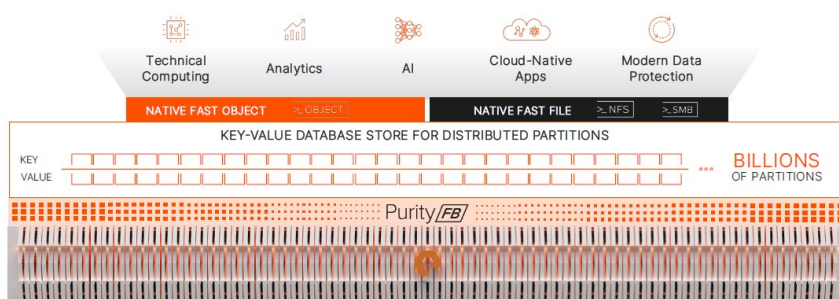 Technical
Computing
Analytics
AI
Cloud-Native
Apps
Modern Data
Protection
NATIVE FAST OBJECT >_OBJECT
NATIVE FAST FILE >_NFS >_SMB
KEY-VALUE DATABASE STORE FOR DISTRIBUTED PARTITIONS
KEY
VALUE
BILLIONS
OF PARTITIONS
Purity/FB/